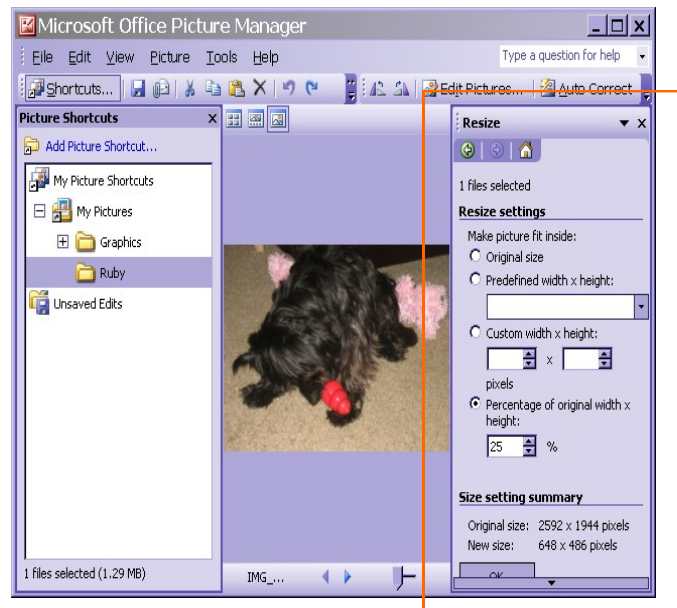 Microsoft Office Picture Manager
File Edit View Picture Tools Help Type a question for help
Shortcuts... Edit Pictures... Auto Correct
Picture Shortcuts
Add Picture Shortcut...
My Picture Shortcuts
My Pictures
Graphics
Ruby
Unsaved Edits
1 files selected (1.29 MB)
IMG_...
Resize
1 files selected
Resize settings
Make picture fit inside:
Original size
Predefined width x height:
Custom width x height:
x
pixels
Percentage of original width x
height:
25 %
Size setting summary
Original size: 2592 x 1944 pixels
New size: 648 x 486 pixels
OK